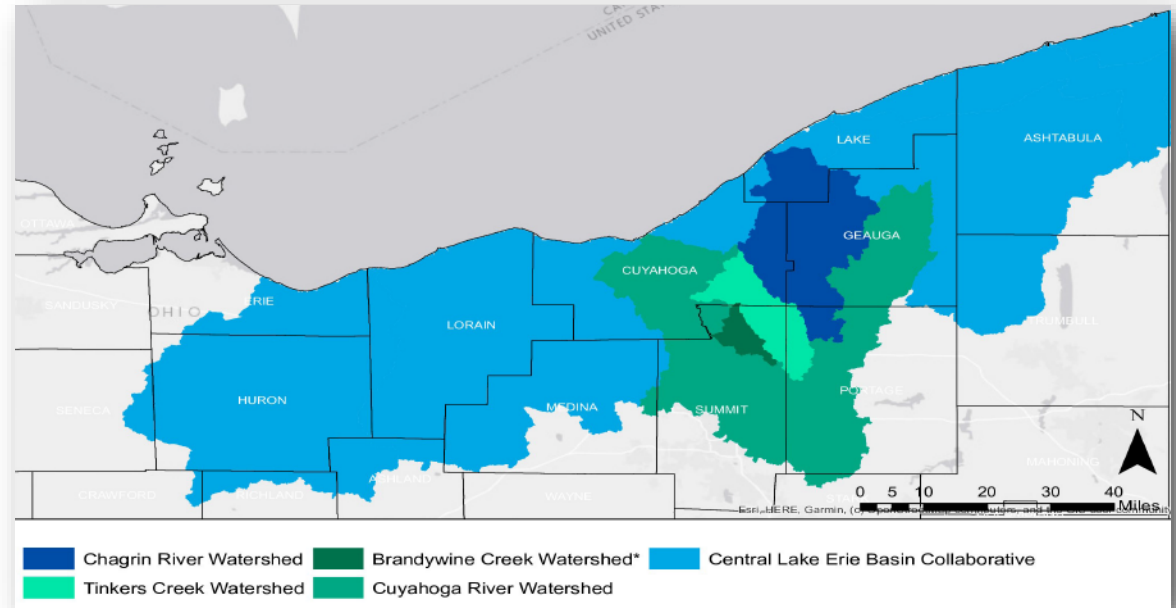 UNITED STATES
LAKE
ASHTABULA
OTTAWA
GEAUGA
CUYAHOGA
SANDUSKY
ERIE
OHIO
LORAIN
TRUMBULL
HURON
PORTAGE
SENECA
MEDINA
SUMMIT
N
MAHONING
ASHLAND
CRAWFORD
RICHLAND
WAYNE
0 5 10 20 30 40
Miles
Esri, HERE, Garmin, (c)
Chagrin River Watershed
Brandywine Creek Watershed*
Central Lake Erie Basin Collaborative
Tinkers Creek Watershed
Cuyahoga River Watershed